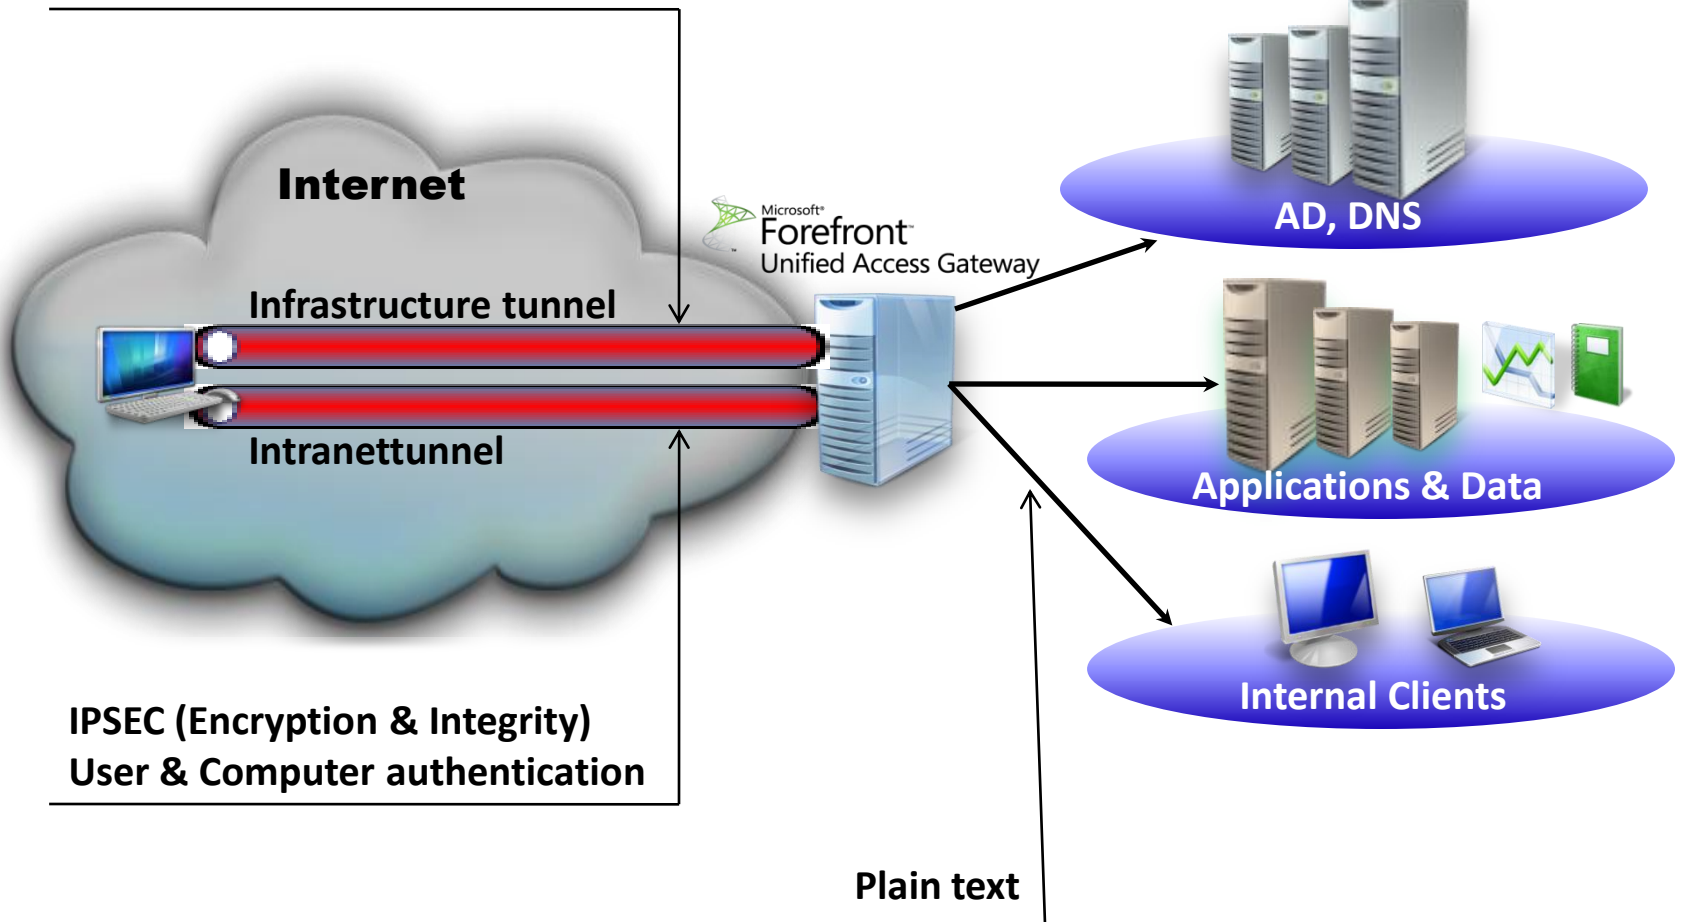 Internet
Microsoft®
Forefront™
Unified Access Gateway
AD, DNS
Infrastructure tunnel
Intranettunnel
Applications & Data
Internal Clients
IPSEC (Encryption & Integrity)
User & Computer authentication
Plain text